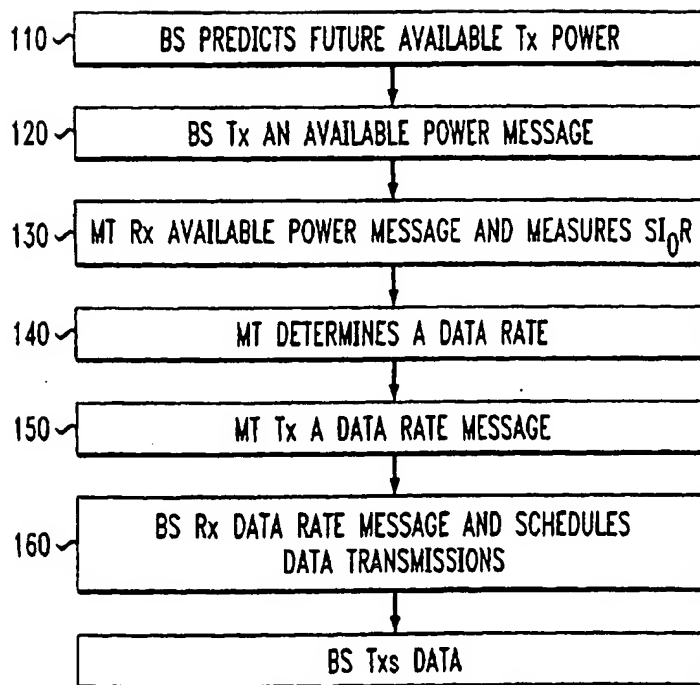 110 BS PREDICTS FUTURE AVAILABLE Tx POWER
120 BS Tx AN AVAILABLE POWER MESSAGE
130 MT Rx AVAILABLE POWER MESSAGE AND MEASURES SI₀R
140 MT DETERMINES A DATA RATE
150 MT Tx A DATA RATE MESSAGE
160 BS Rx DATA RATE MESSAGE AND SCHEDULES
DATA TRANSMISSIONS
BS Txs DATA